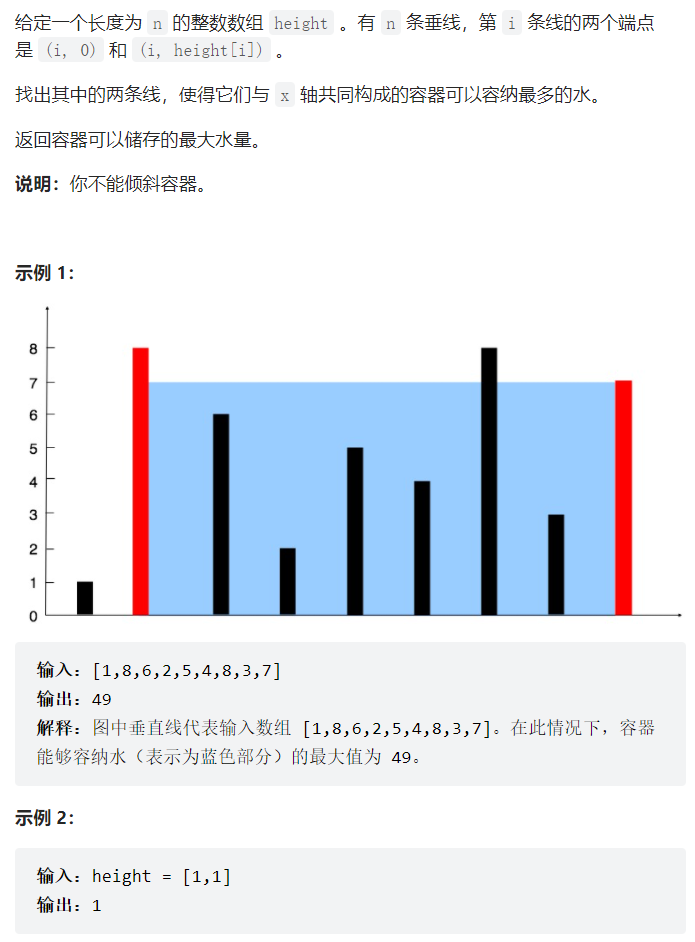 给定一个长度为 n 的整数数组 height 。有 n 条垂线，第 i 条线的两个端点
是 (i, 0) 和 (i, height[i]) 。
找出其中的两条线，使得它们与 x 轴共同构成的容器可以容纳最多的水。
返回容器可以储存的最大水量。
说明：你不能倾斜容器。
示例 1：
8
7
6
5
4
3
2
1
0
输入：[1,8,6,2,5,4,8,3,7]
输出：49
解释：图中垂直线代表输入数组 [1,8,6,2,5,4,8,3,7]。在此情况下，容器
能够容纳水（表示为蓝色部分）的最大值为 49。
示例 2：
输入：height = [1,1]
输出：1